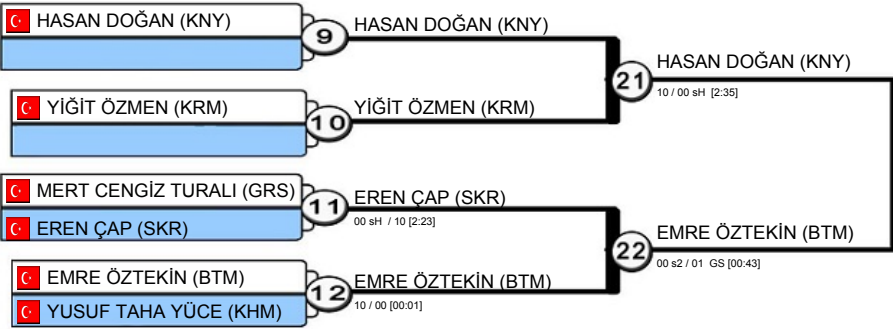 HASAN DOĞAN (KNY)
9
HASAN DOĞAN (KNY)
YİĞİT ÖZMEN (KRM)
10
YİĞİT ÖZMEN (KRM)
21
HASAN DOĞAN (KNY)
10 / 00 sH [2:35]
MERT CENGİZ TURALI (GRS)
EREN ÇAP (SKR)
11
EREN ÇAP (SKR)
00 sH / 10 [2:23]
EMRE ÖZTEKİN (BTM)
YUSUF TAHA YÜCE (KHM)
12
EMRE ÖZTEKİN (BTM)
10 / 00 [00:01]
22
EMRE ÖZTEKİN (BTM)
00 s2 / 01 GS [00:43]